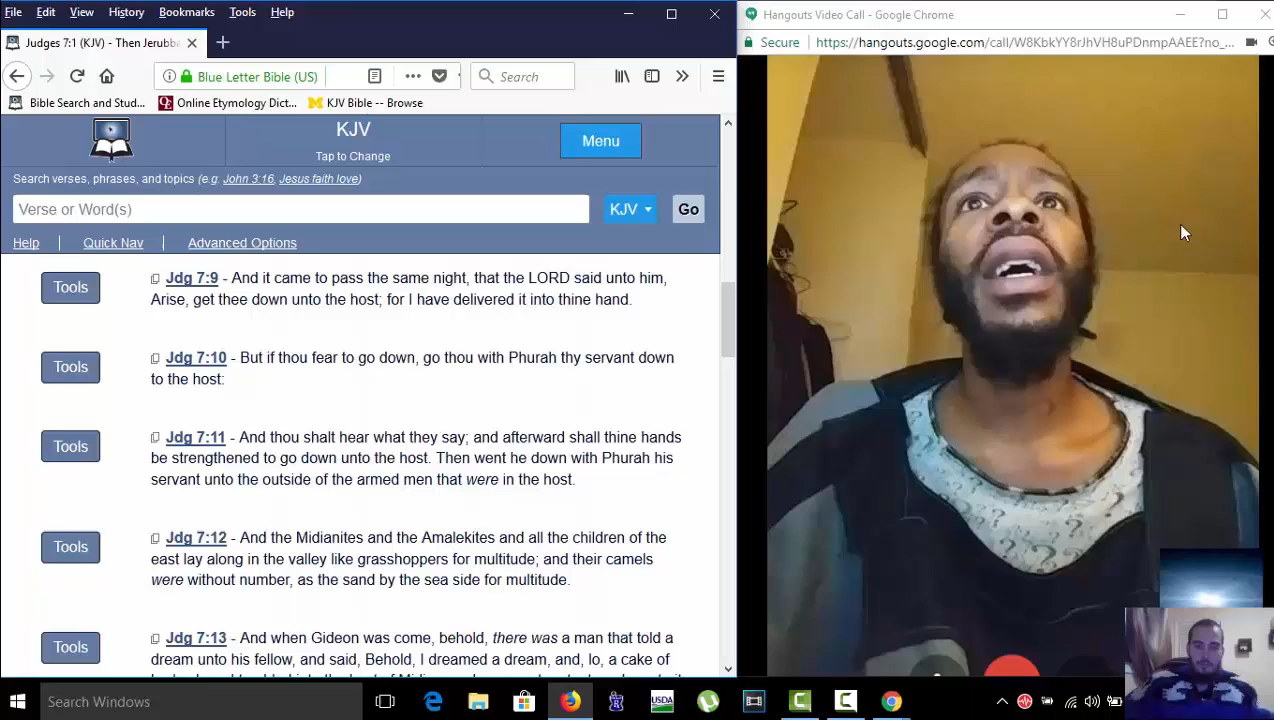 File Edit View History Bookmarks Tools Help
Judges 7:1 (KJV) - Then Jerubba
Blue Letter Bible (US)
Search
Bible Search and Stud... Online Etymology Dict... KJV Bible -- Browse
KJV
Tap to Change
Menu
Search verses, phrases, and topics (e.g. John 3:16, Jesus faith love)
Verse or Word(s) KJV Go
Help Quick Nav Advanced Options
Tools
Jdg 7:9 - And it came to pass the same night, that the LORD said unto him,
Arise, get thee down unto the host; for I have delivered it into thine hand.
Tools
Jdg 7:10 - But if thou fear to go down, go thou with Phurah thy servant down
to the host:
Tools
Jdg 7:11 - And thou shalt hear what they say; and afterward shall thine hands
be strengthened to go down unto the host. Then went he down with Phurah his
servant unto the outside of the armed men that were in the host.
Tools
Jdg 7:12 - And the Midianites and the Amalekites and all the children of the
east lay along in the valley like grasshoppers for multitude; and their camels
were without number, as the sand by the sea side for multitude.
Tools
Jdg 7:13 - And when Gideon was come, behold, there was a man that told a
dream unto his fellow, and said, Behold, I dreamed a dream, and, lo, a cake of
Hangouts Video Call - Google Chrome
Secure https://hangouts.google.com/call/W8KbkYY8rJhVH8uPDnmpAAEE?no_...
Search Windows
USDA